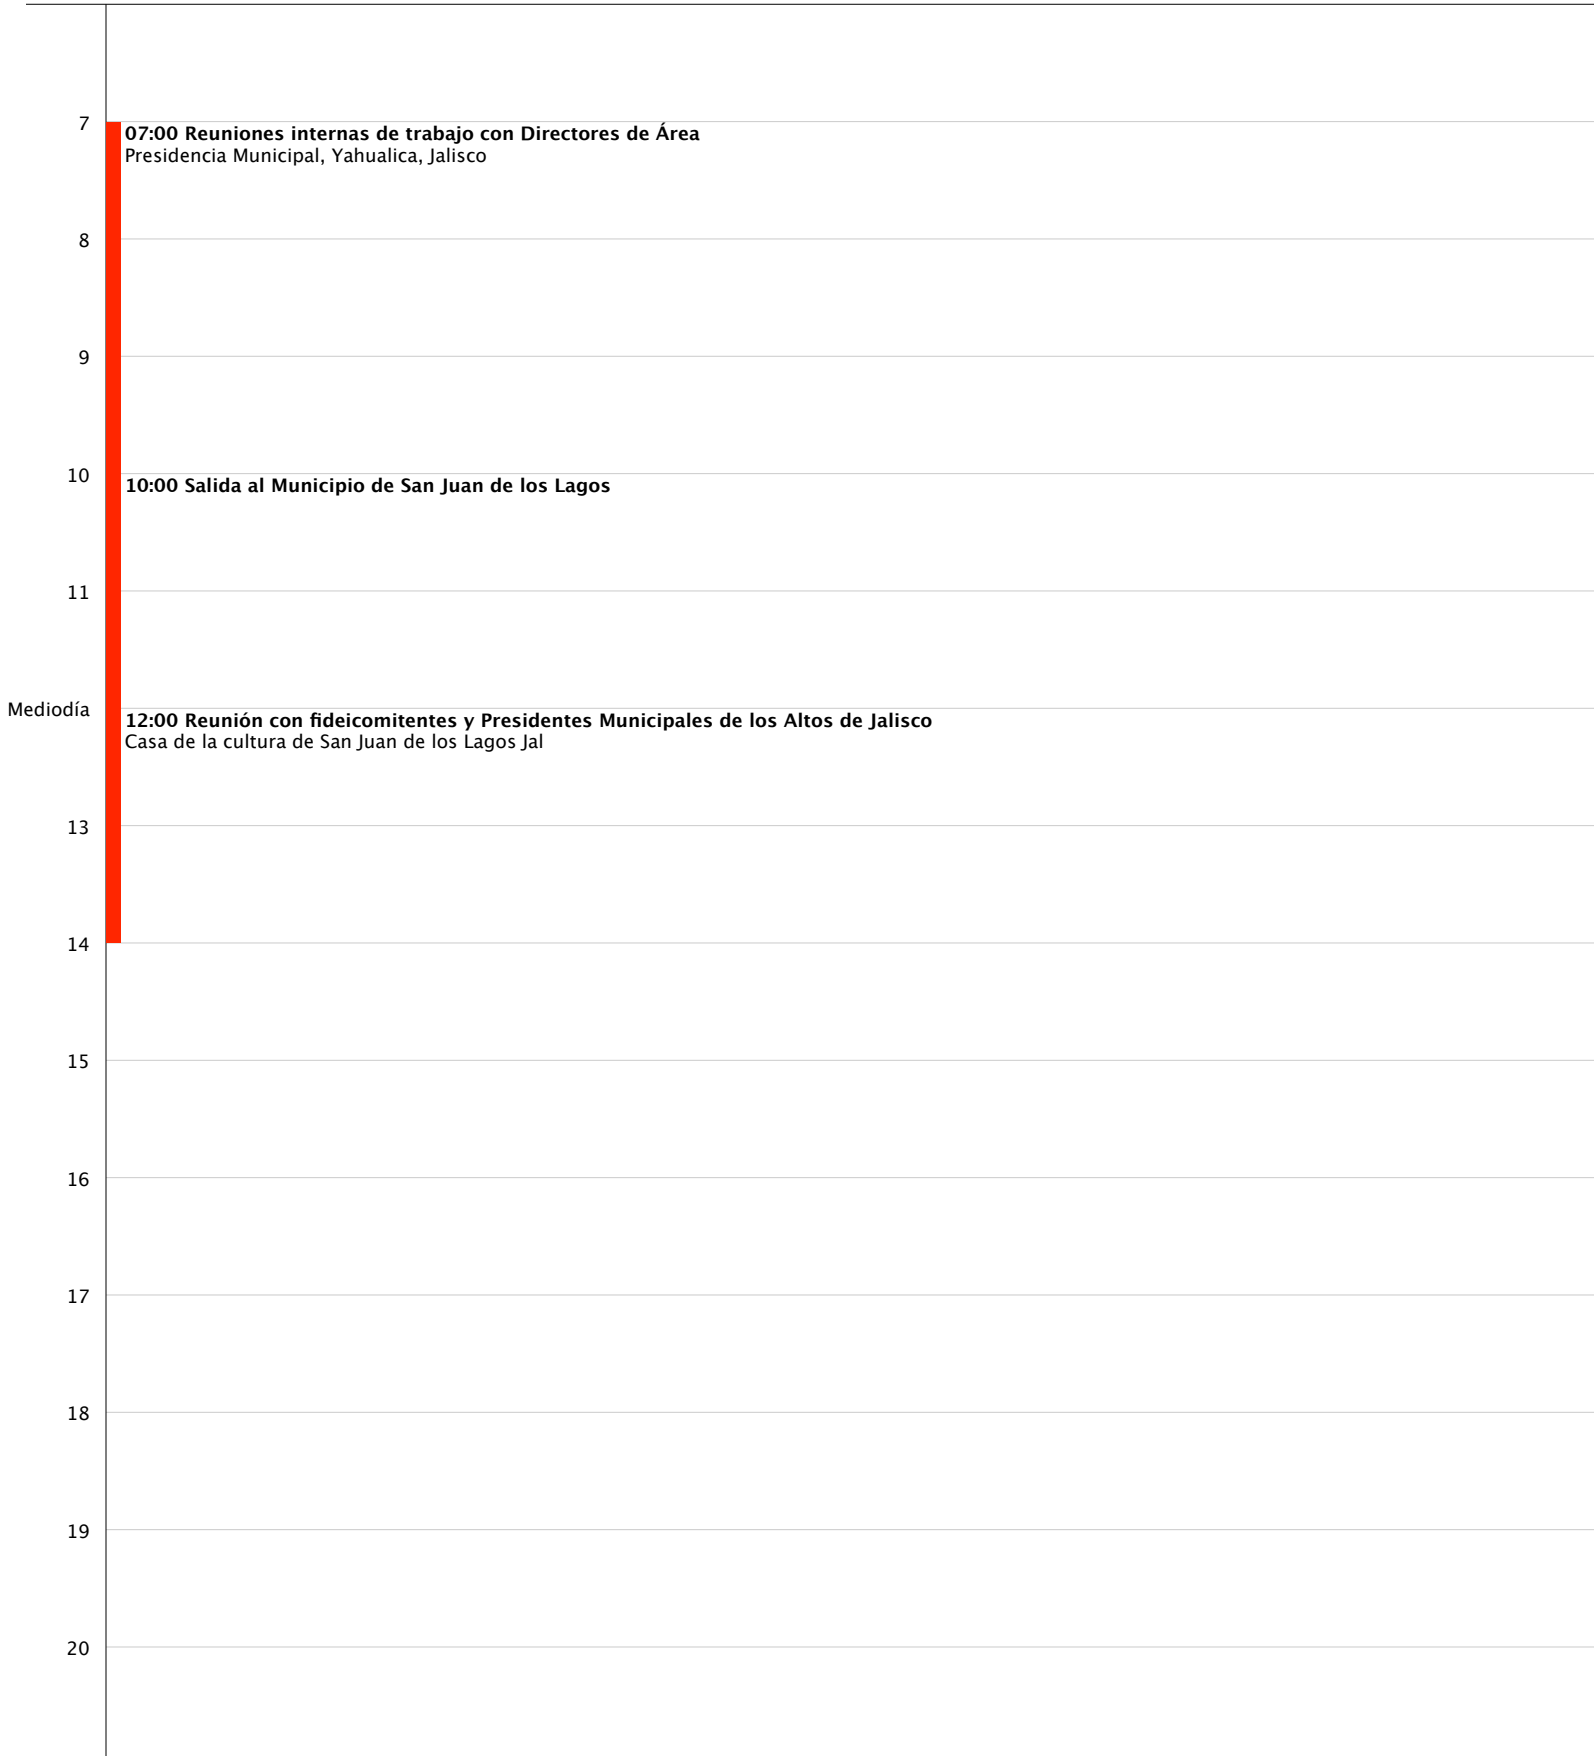 7
07:00 Reuniones internas de trabajo con Directores de Área
Presidencia Municipal, Yahualica, Jalisco
8
9
10
10:00 Salida al Municipio de San Juan de los Lagos
11
Mediodía
12:00 Reunión con fideicomitentes y Presidentes Municipales de los Altos de Jalisco
Casa de la cultura de San Juan de los Lagos Jal
13
14
15
16
17
18
19
20